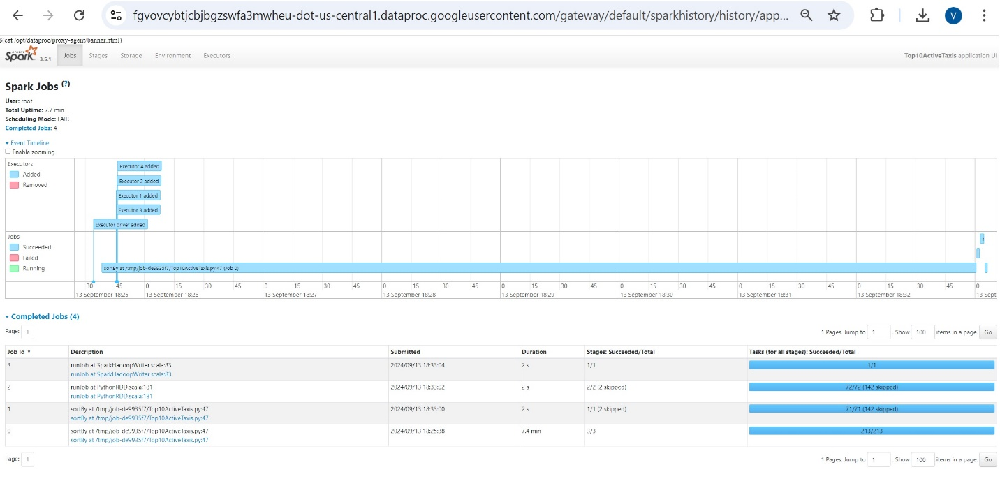 fgvovcybtjcbjbgzswfa3mwheu-dot-us-central1.dataproc.googleusercontent.com/gateway/default/sparkhistory/history/app...
V
$(cat /opt/dataproc/proxy-agent/banner.html)
APACHE Spark 3.5.1 Jobs Stages Storage Environment Executors Top10ActiveTaxis application UI
Spark Jobs (?)
User: root
Total Uptime: 7.7 min
Scheduling Mode: FAIR
Completed Jobs: 4
Event Timeline
Enable zooming
Executors
Added
Removed
Executor 4 added
Executor 2 added
Executor 1 added
Executor 3 added
Executor driver added
Jobs
Succeeded
Failed
Running
sortBy at /tmp/job-de9935f7/Top10ActiveTaxis.py:47 (Job 0)
30 45 0 15 30 45 0 15 30 45 0 15 30 45 0 15 30 45 0 15 30 45 0 15 30 45 0 15 30 45 0
13 September 18:25 13 September 18:26 13 September 18:27 13 September 18:28 13 September 18:29 13 September 18:30 13 September 18:31 13 September 18:32 13 Sept
Completed Jobs (4)
Page: 1 1 Pages. Jump to 1 . Show 100 items in a page. Go
Job Id ▾ Description Submitted Duration Stages: Succeeded/Total Tasks (for all stages): Succeeded/Total
3 runJob at SparkHadoopWriter.scala:83 2024/09/13 18:33:04 2 s 1/1 1/1
runJob at SparkHadoopWriter.scala:83
2 runJob at PythonRDD.scala:181 2024/09/13 18:33:02 2 s 2/2 (2 skipped) 72/72 (142 skipped)
runJob at PythonRDD.scala:181
1 sortBy at /tmp/job-de9935f7/Top10ActiveTaxis.py:47 2024/09/13 18:33:00 2 s 1/1 (2 skipped) 71/71 (142 skipped)
sortBy at /tmp/job-de9935f7/Top10ActiveTaxis.py:47
0 sortBy at /tmp/job-de9935f7/Top10ActiveTaxis.py:47 2024/09/13 18:25:38 7.4 min 3/3 213/213
sortBy at /tmp/job-de9935f7/Top10ActiveTaxis.py:47
Page: 1 1 Pages. Jump to 1 . Show 100 items in a page. Go